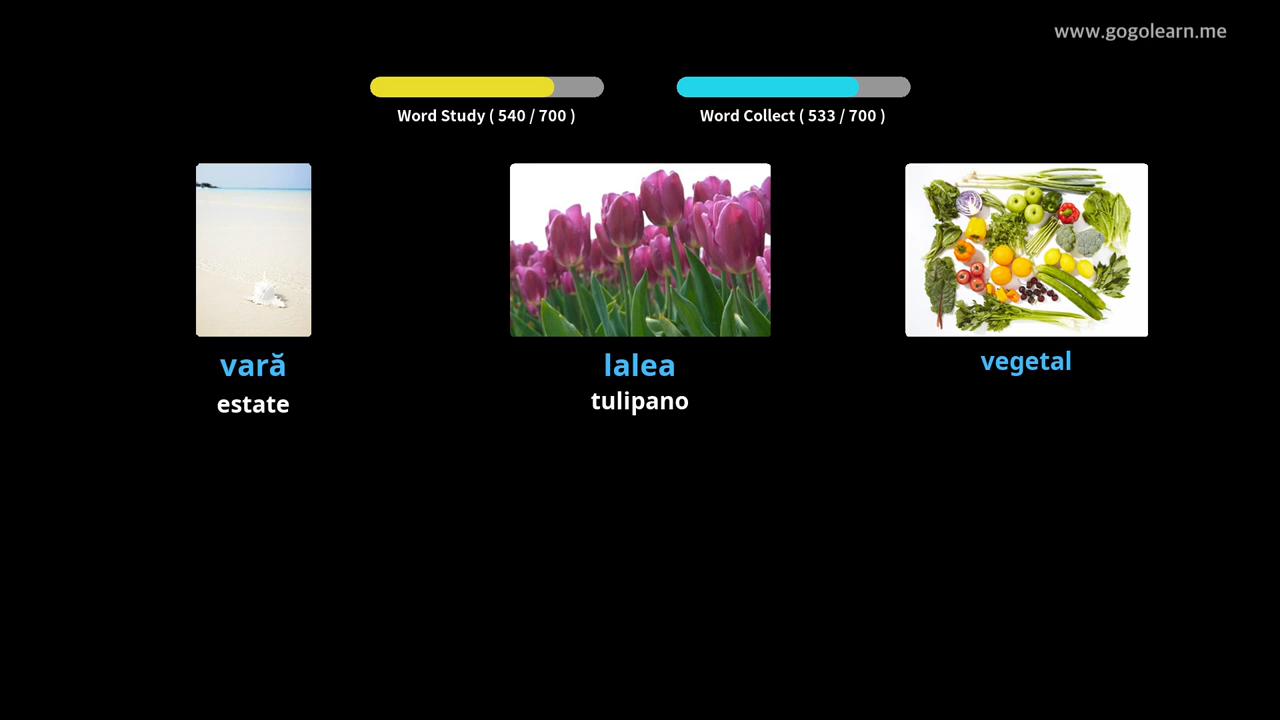 www.gogolearn.me
Word Study ( 540 / 700 )
Word Collect ( 533 / 700 )
vară
estate
lalea
tulipano
vegetal